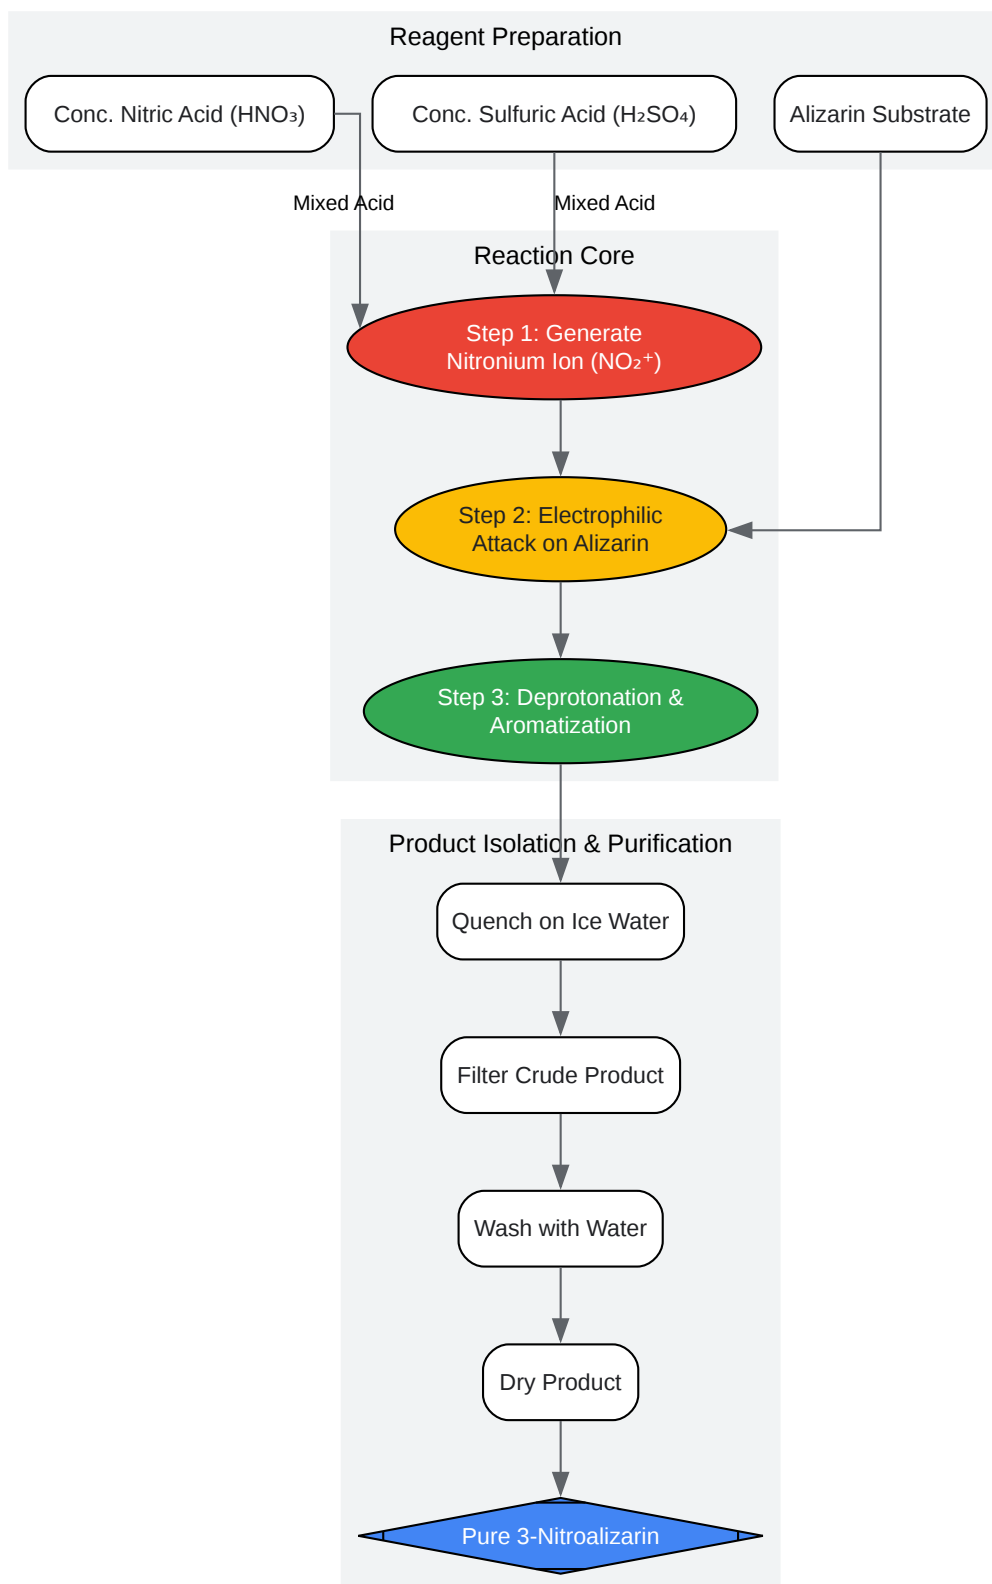 Reagent Preparation
Conc. Nitric Acid (HNO₃)
Conc. Sulfuric Acid (H₂SO₄)
Alizarin Substrate
Mixed Acid
Mixed Acid
Reaction Core
Step 1: Generate
Nitronium Ion (NO₂⁺)
Step 2: Electrophilic
Attack on Alizarin
Step 3: Deprotonation &
Aromatization
Product Isolation & Purification
Quench on Ice Water
Filter Crude Product
Wash with Water
Dry Product
Pure 3-Nitroalizarin